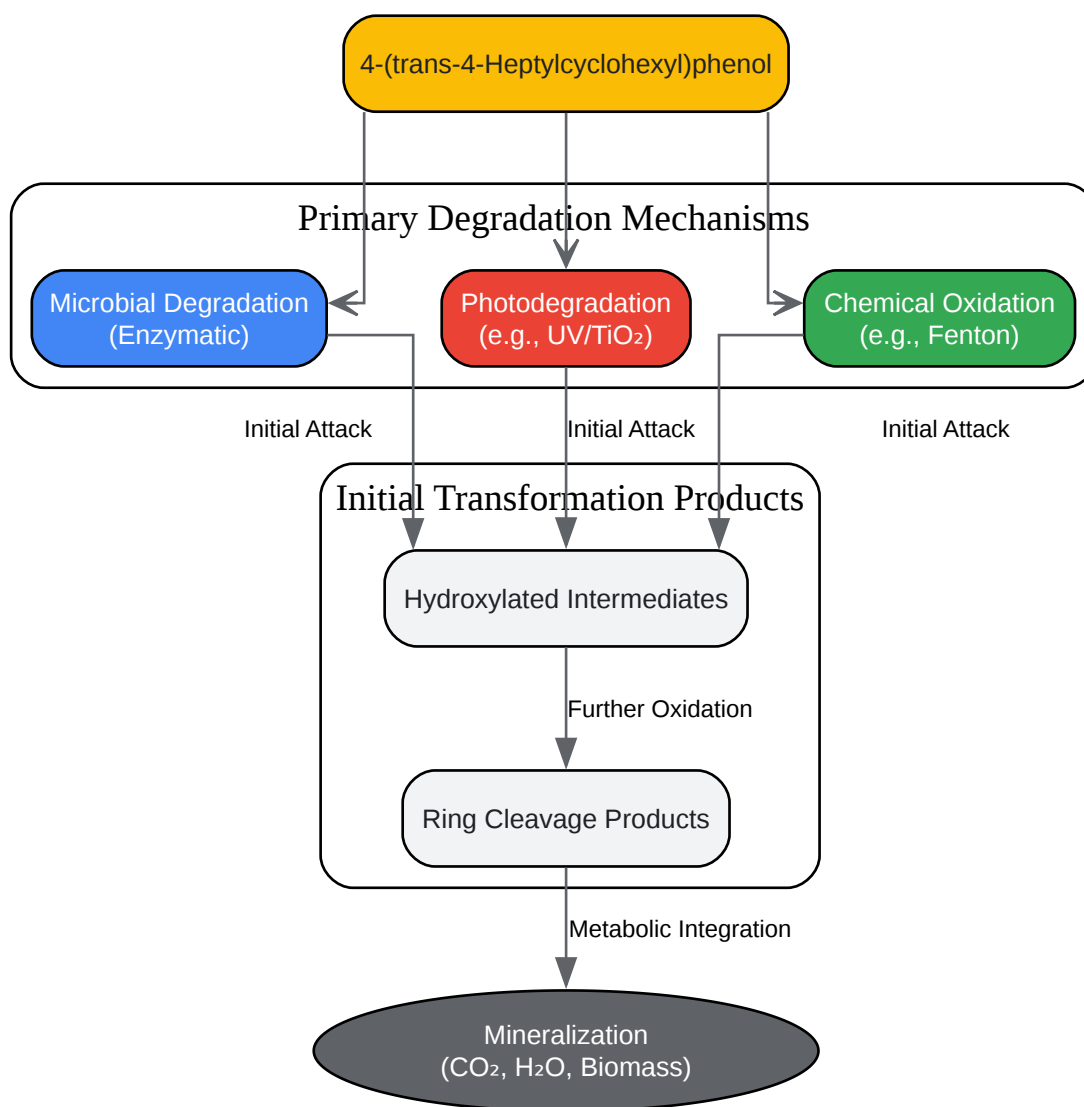 4-(trans-4-Heptylcyclohexyl)phenol
Primary Degradation Mechanisms
Microbial Degradation
(Enzymatic)
Photodegradation
(e.g., UV/TiO₂)
Chemical Oxidation
(e.g., Fenton)
Initial Attack
Initial Attack
Initial Attack
Initial Transformation Products
Hydroxylated Intermediates
Further Oxidation
Ring Cleavage Products
Metabolic Integration
Mineralization
(CO₂, H₂O, Biomass)